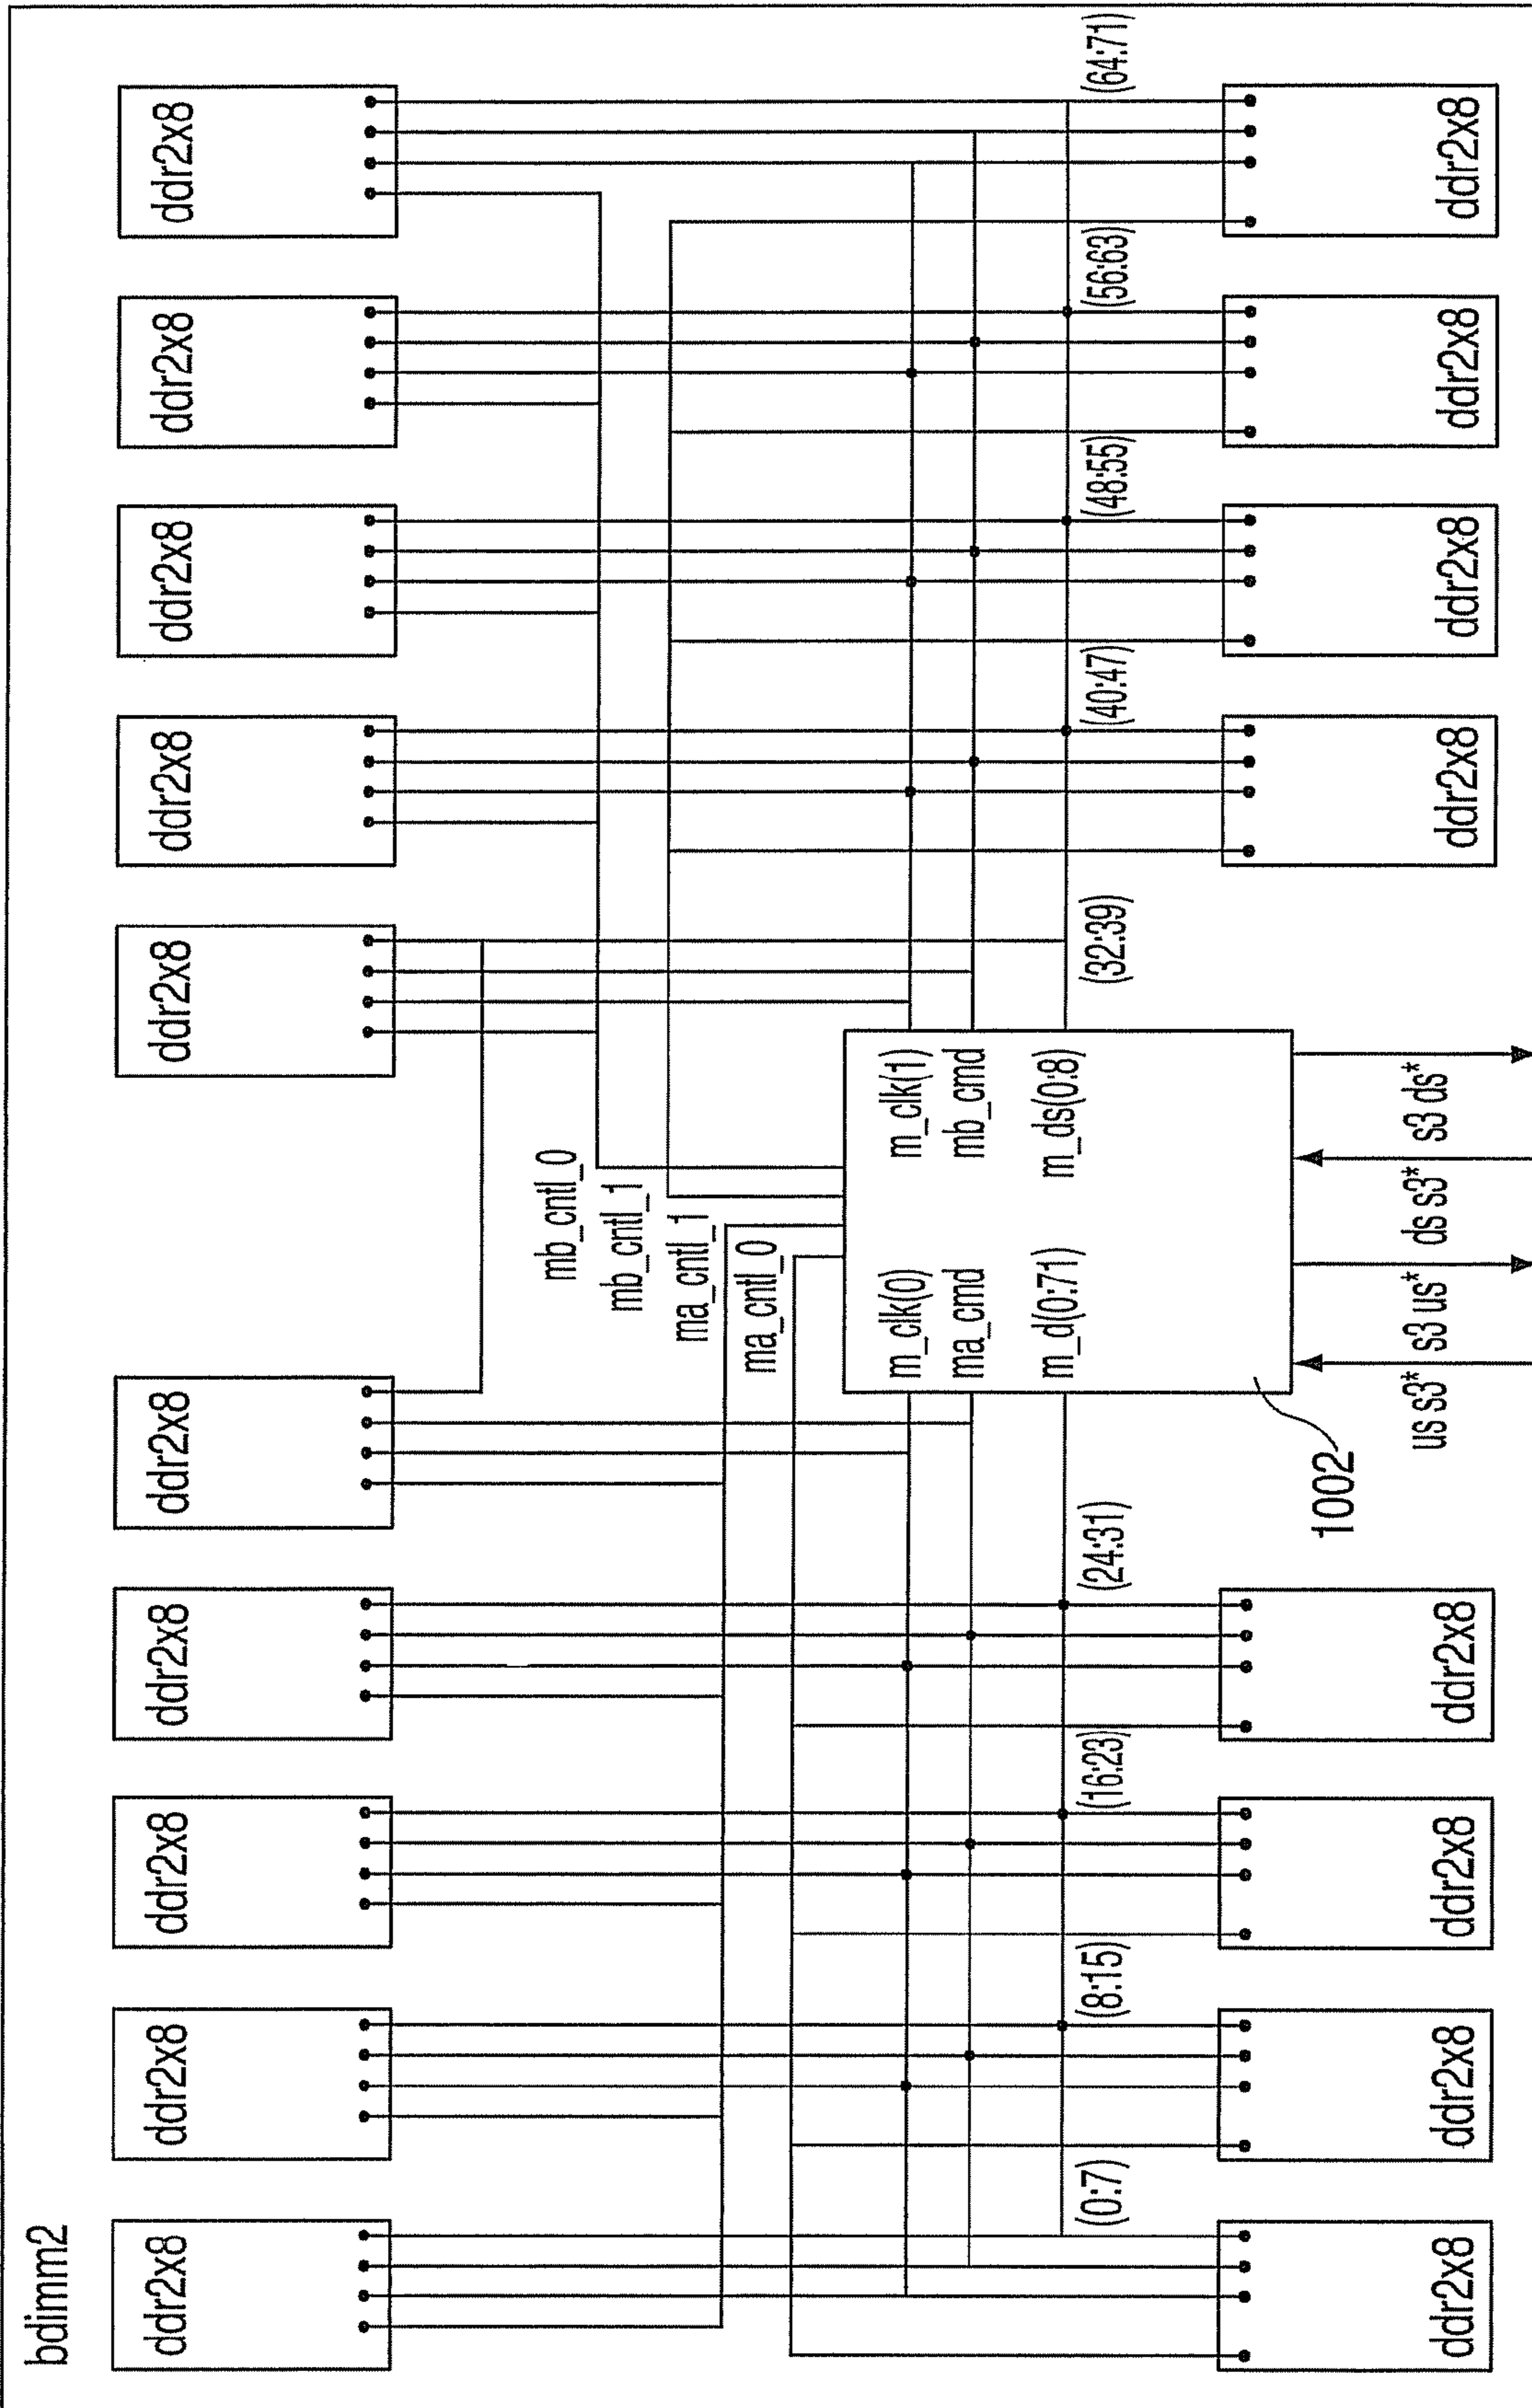 bdimm2
ddr2x8
ddr2x8
ddr2x8
ddr2x8
ddr2x8
ddr2x8
ddr2x8
ddr2x8
ddr2x8
ddr2x8
mb_cntl_0
mb_cntl_1
ma_cntl_1
ma_cntl_0
m_clk(0)
m_clk(1)
ma_cmd
mb_cmd
m_d(0:71)
m_ds(0:8)
(0:7)
(8:15)
(16:23)
(24:31)
(32:39)
(40:47)
(48:55)
(56:63)
(64:71)
1002
us s3*
s3 us*
ds s3*
s3 ds*
ddr2x8
ddr2x8
ddr2x8
ddr2x8
ddr2x8
ddr2x8
ddr2x8
ddr2x8